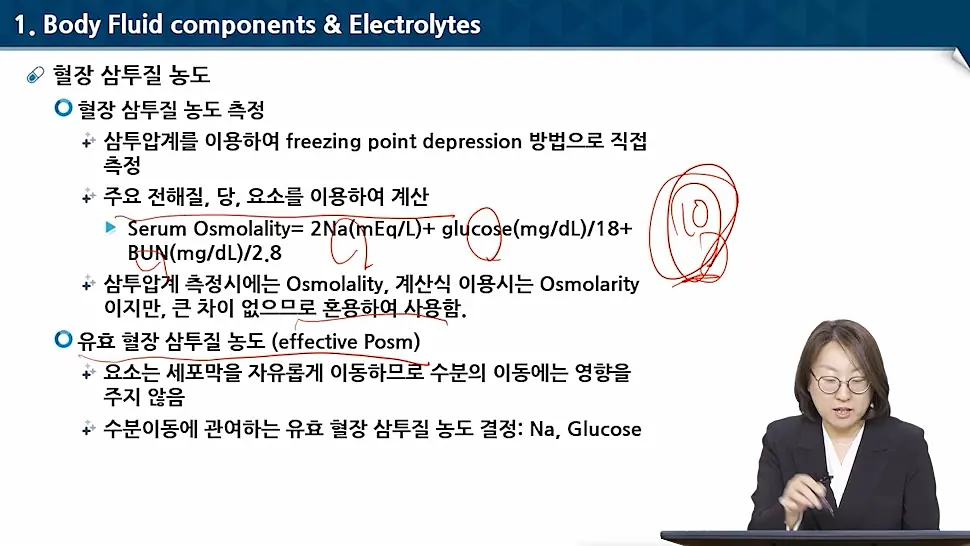 1. Body Fluid components & Electrolytes
혈장 삼투질 농도
혈장 삼투질 농도 측정
삼투압계를 이용하여 freezing point depression 방법으로 직접
측정
주요 전해질, 당, 요소를 이용하여 계산
Serum Osmolality= 2Na(mEq/L)+ glucose(mg/dL)/18+
BUN(mg/dL)/2.8
삼투압계 측정시에는 Osmolality, 계산식 이용시는 Osmolarity
이지만, 큰 차이 없으므로 혼용하여 사용함.
유효 혈장 삼투질 농도 (effective Posm)
요소는 세포막을 자유롭게 이동하므로 수분의 이동에는 영향을
주지 않음
수분이동에 관여하는 유효 혈장 삼투질 농도 결정: Na, Glucose
10